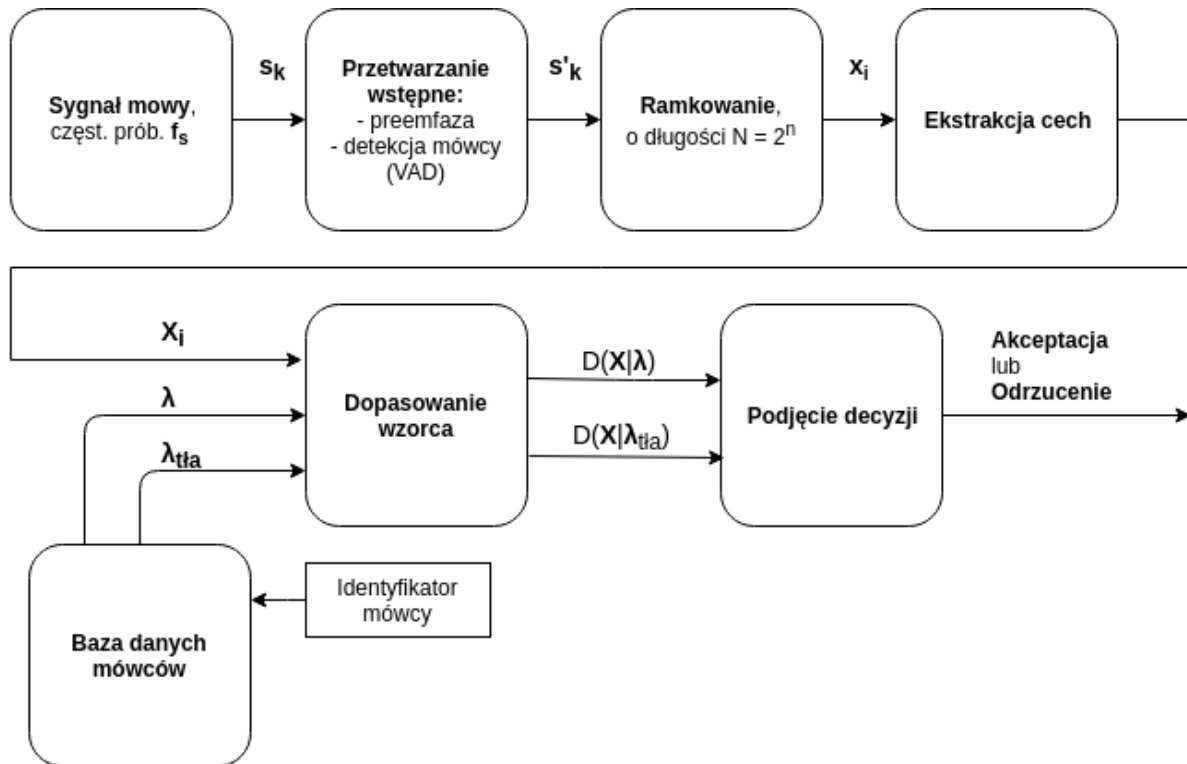 Sygnał mowy,
częst. prób. fₛ
sₖ
Przetwarzanie
wstępne:
- preemfaza
- detekcja mówcy
(VAD)
s'ₖ
Ramkowanie,
o długości N = 2ⁿ
xᵢ
Ekstrakcja cech
Xᵢ
λ
λtła
Dopasowanie
wzorca
D(X|λ)
D(X|λtła)
Podjęcie decyzji
Akceptacja
lub
Odrzucenie
Baza danych
mówców
Identyfikator
mówcy